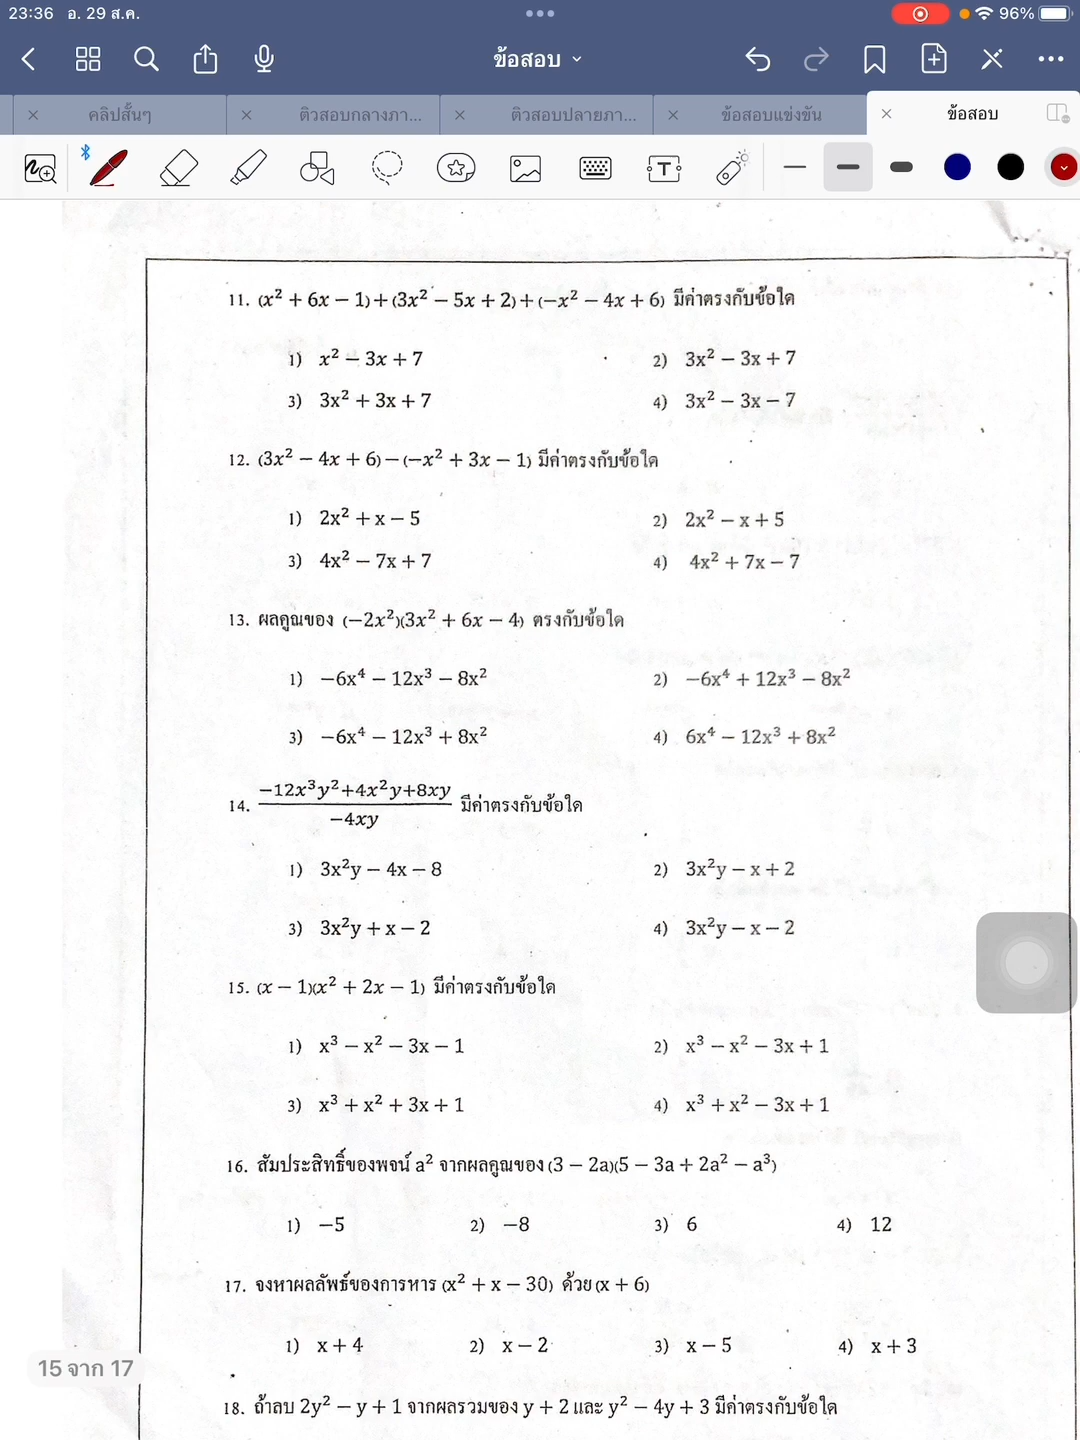 23:36 อ. 29 ส.ค.
96%
ข้อสอบ
คลิปสั้นๆ
ติวสอบกลางภา...
ติวสอบปลายภา...
ข้อสอบแข่งขัน
ข้อสอบ
T
11. (x² + 6x − 1) + (3x² − 5x + 2) + (−x² − 4x + 6) มีค่าตรงกับข้อใด
1) x² − 3x + 7 2) 3x² − 3x + 7
3) 3x² + 3x + 7 4) 3x² − 3x − 7
12. (3x² − 4x + 6) − (−x² + 3x − 1) มีค่าตรงกับข้อใด
1) 2x² + x − 5 2) 2x² − x + 5
3) 4x² − 7x + 7 4) 4x² + 7x − 7
13. ผลคูณของ (−2x²)(3x² + 6x − 4) ตรงกับข้อใด
1) −6x⁴ − 12x³ − 8x² 2) −6x⁴ + 12x³ − 8x²
3) −6x⁴ − 12x³ + 8x² 4) 6x⁴ − 12x³ + 8x²
14. −12x³y²+4x²y+8xy / −4xy มีค่าตรงกับข้อใด
1) 3x²y − 4x − 8 2) 3x²y − x + 2
3) 3x²y + x − 2 4) 3x²y − x − 2
15. (x − 1)(x² + 2x − 1) มีค่าตรงกับข้อใด
1) x³ − x² − 3x − 1 2) x³ − x² − 3x + 1
3) x³ + x² + 3x + 1 4) x³ + x² − 3x + 1
16. สัมประสิทธิ์ของพจน์ a² จากผลคูณของ (3 − 2a)(5 − 3a + 2a² − a³)
1) −5 2) −8 3) 6 4) 12
17. จงหาผลลัพธ์ของการหาร (x² + x − 30) ด้วย (x + 6)
1) x + 4 2) x − 2 3) x − 5 4) x + 3
15 จาก 17
18. ถ้าลบ 2y² − y + 1 จากผลรวมของ y + 2 และ y² − 4y + 3 มีค่าตรงกับข้อใด